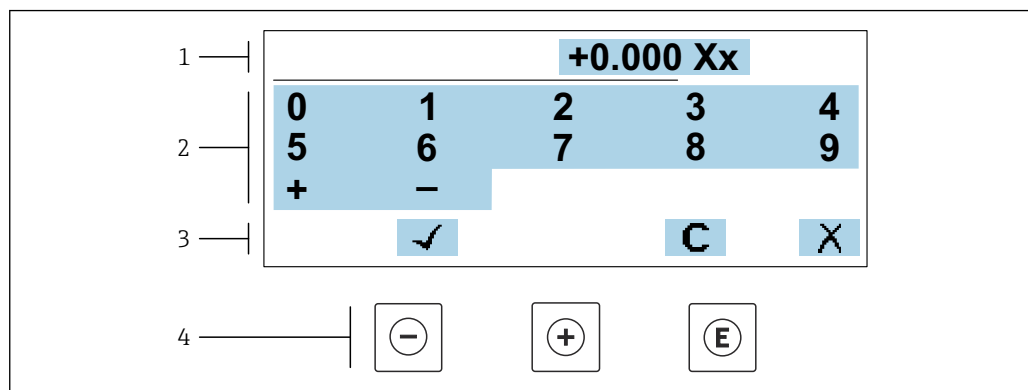 1 +0.000 Xx
0 1 2 3 4
2 5 6 7 8 9
+ −
3 ✓ C X
4 − + E